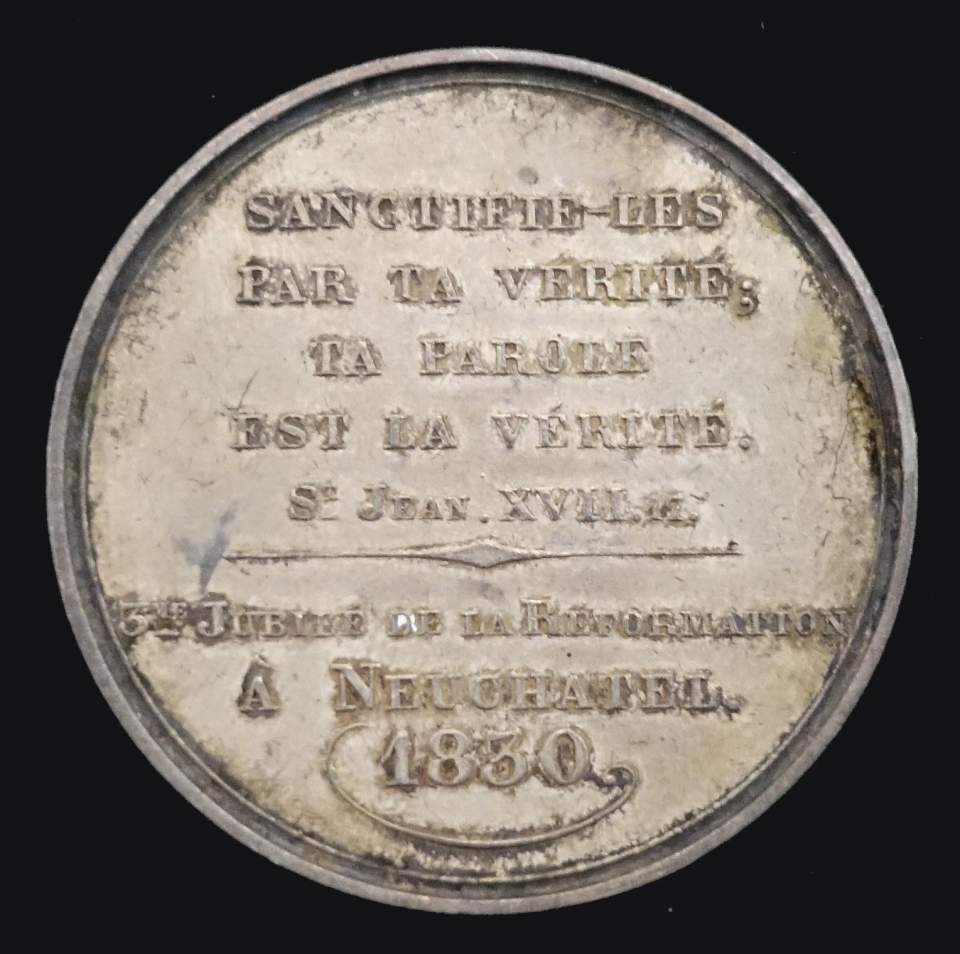 SANCTIFIE-LES
PAR TA VÉRITÉ;
TA PAROLE
EST LA VÉRITÉ.
St JEAN. XVII, 17.
3ME JUBILÉ DE LA RÉFORMATION
À NEUCHATEL.
1830.